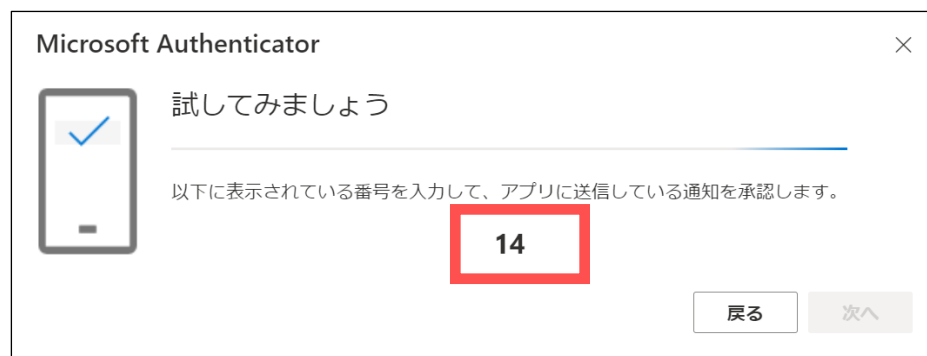 Microsoft Authenticator
試してみましょう
以下に表示されている番号を入力して、アプリに送信している通知を承認します。
14
戻る 次へ